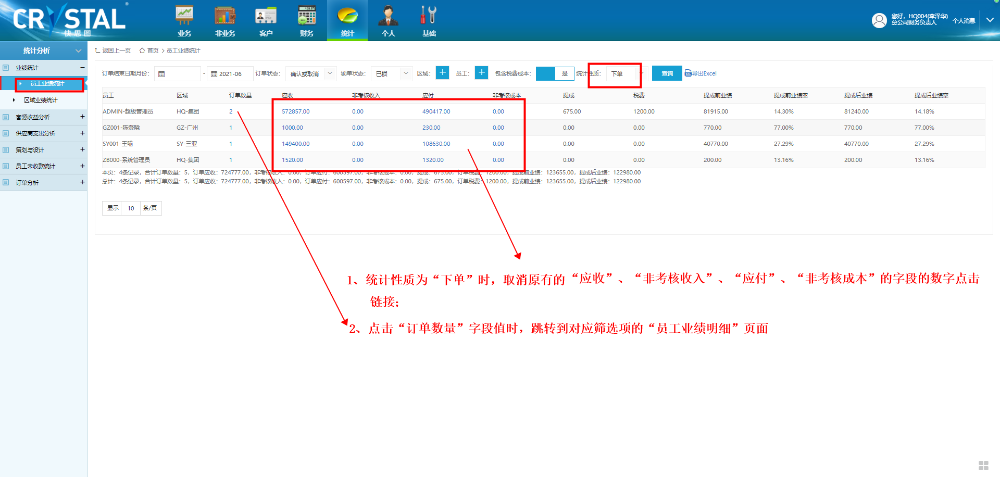 CRYSTAL ®
快思图
业务
非业务
客户
财务
统计
个人
基础
您好，HQ004(李泽华)
总公司财务负责人
个人消息
统计分析
业绩统计
员工业绩统计
区域业绩统计
客源收益分析
供应商支出分析
策划与设计
员工未收款统计
订单分析
返回上一页 首页 > 员工业绩统计
订单结束日期月份： - 2021-06 订单状态： 确认或取消 锁单状态： 已锁 区域： + 员工： + 包含税费成本： 是 统计性质： 下单 查询 导出Excel
员工 区域 订单数量 应收 非考核收入 应付 非考核成本 提成 税费 提成前业绩 提成前业绩率 提成后业绩 提成后业绩率
ADMIN-超级管理员 HQ-集团 2 572857.00 0.00 490417.00 0.00 675.00 1200.00 81915.00 14.30% 81240.00 14.18%
GZ001-陈登晓 GZ-广州 1 1000.00 0.00 230.00 0.00 0.00 0.00 770.00 77.00% 770.00 77.00%
SY001-王喻 SY-三亚 1 149400.00 0.00 108630.00 0.00 0.00 0.00 40770.00 27.29% 40770.00 27.29%
ZB000-系统管理员 HQ-集团 1 1520.00 0.00 1320.00 0.00 0.00 0.00 200.00 13.16% 200.00 13.16%
本页：4条记录，合计订单数量：5，订单应收：724777.00，非考核收入：0.00，订单应付：600597.00，非考核成本：0.00，提成：675.00，订单税费：1200.00，提成前业绩：123655.00，提成后业绩：122980.00
总计：4条记录，合计订单数量：5，订单应收：724777.00，非考核收入：0.00，订单应付：600597.00，非考核成本：0.00，提成：675.00，订单税费：1200.00，提成前业绩：123655.00，提成后业绩：122980.00
显示 10 条/页
1、统计性质为“下单”时，取消原有的“应收”、“非考核收入”、“应付”、“非考核成本”的字段的数字点击
链接；
2、点击“订单数量”字段值时，跳转到对应筛选项的“员工业绩明细”页面